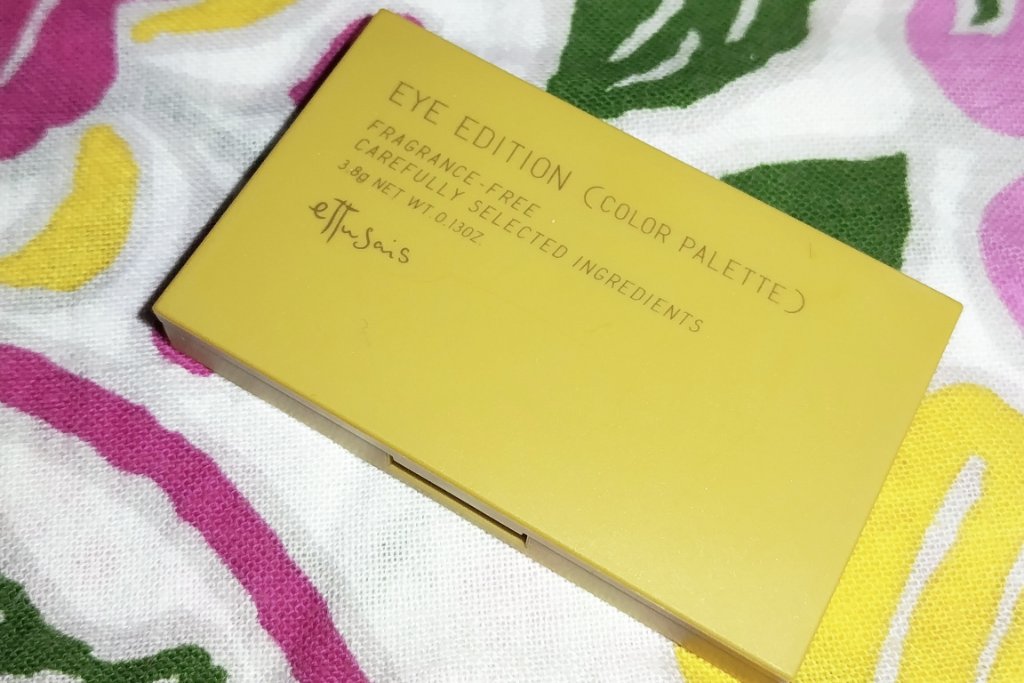 EYE EDITION (COLOR PALETTE)
FRAGRANCE-FREE
CAREFULLY SELECTED INGREDIENTS
3.8g NET WT.0.13OZ.
ettusais